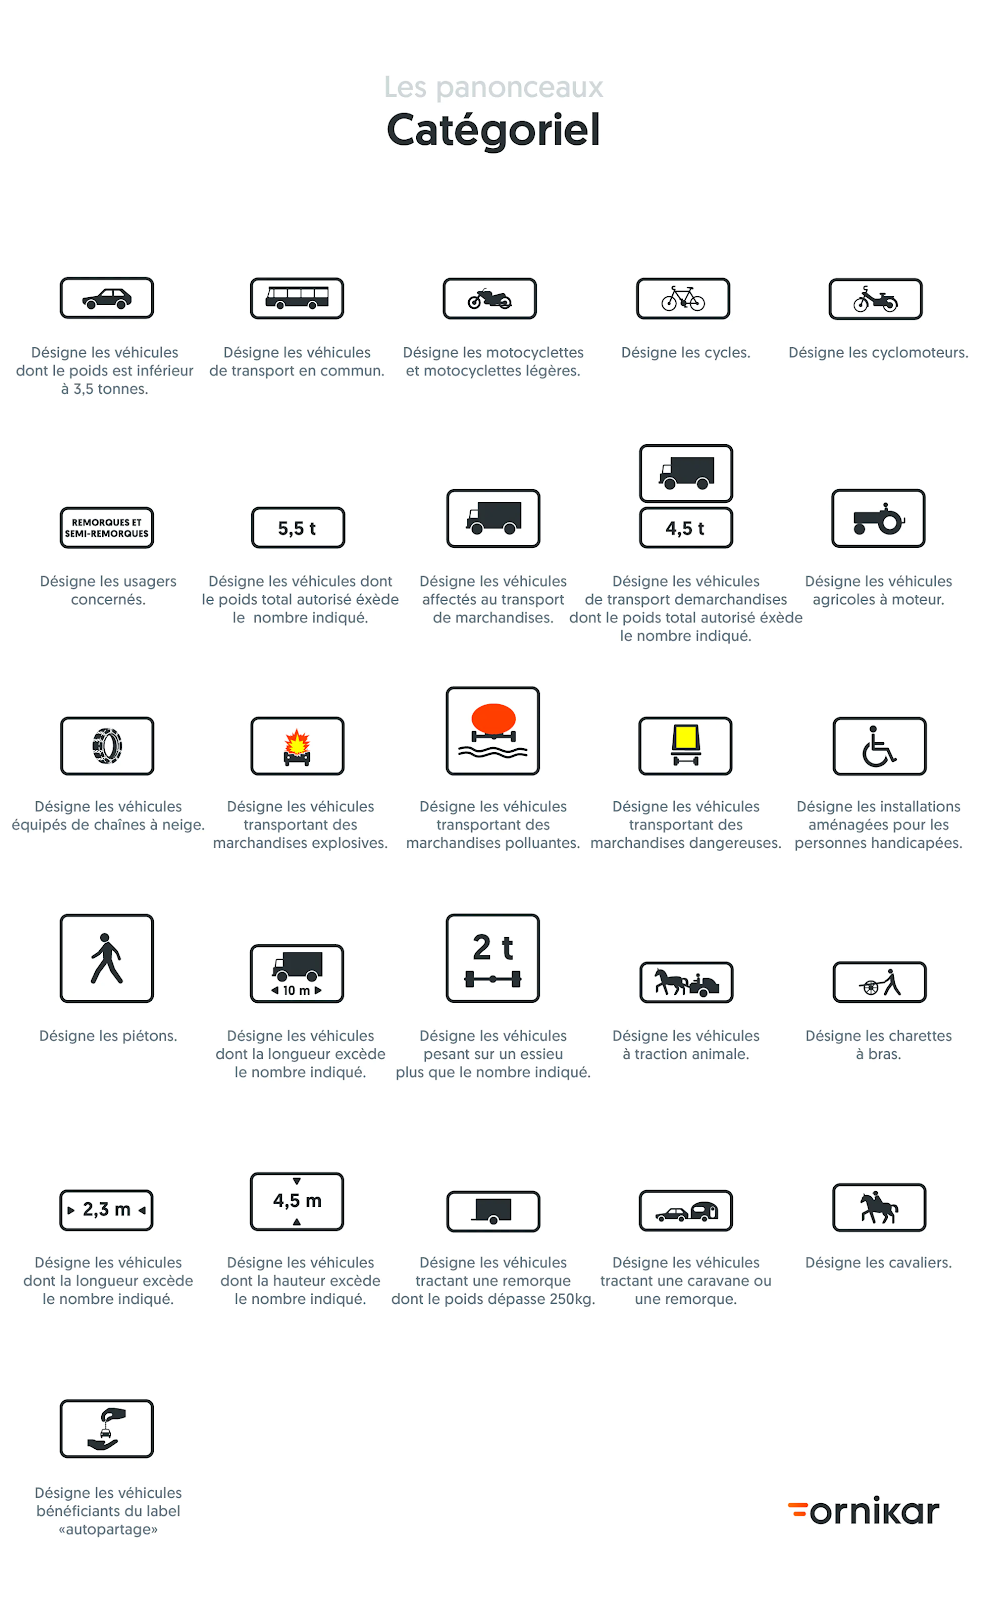 Les panonceaux
Catégoriel
Désigne les véhicules
dont le poids est inférieur
à 3,5 tonnes.
Désigne les véhicules
de transport en commun.
Désigne les motocyclettes
et motocyclettes légères.
Désigne les cycles.
Désigne les cyclomoteurs.
REMORQUES ET
SEMI-REMORQUES
Désigne les usagers
concernés.
5,5 t
Désigne les véhicules dont
le poids total autorisé éxède
le nombre indiqué.
Désigne les véhicules
affectés au transport
de marchandises.
4,5 t
Désigne les véhicules
de transport demarchandises
dont le poids total autorisé éxède
le nombre indiqué.
Désigne les véhicules
agricoles à moteur.
Désigne les véhicules
équipés de chaînes à neige.
Désigne les véhicules
transportant des
marchandises explosives.
Désigne les véhicules
transportant des
marchandises polluantes.
Désigne les véhicules
transportant des
marchandises dangereuses.
Désigne les installations
aménagées pour les
personnes handicapées.
Désigne les piétons.
10 m
Désigne les véhicules
dont la longueur excède
le nombre indiqué.
2 t
Désigne les véhicules
pesant sur un essieu
plus que le nombre indiqué.
Désigne les véhicules
à traction animale.
Désigne les charettes
à bras.
2,3 m
Désigne les véhicules
dont la longueur excède
le nombre indiqué.
4,5 m
Désigne les véhicules
dont la hauteur excède
le nombre indiqué.
Désigne les véhicules
tractant une remorque
dont le poids dépasse 250kg.
Désigne les véhicules
tractant une caravane ou
une remorque.
Désigne les cavaliers.
Désigne les véhicules
bénéficiants du label
«autopartage»
ornikar